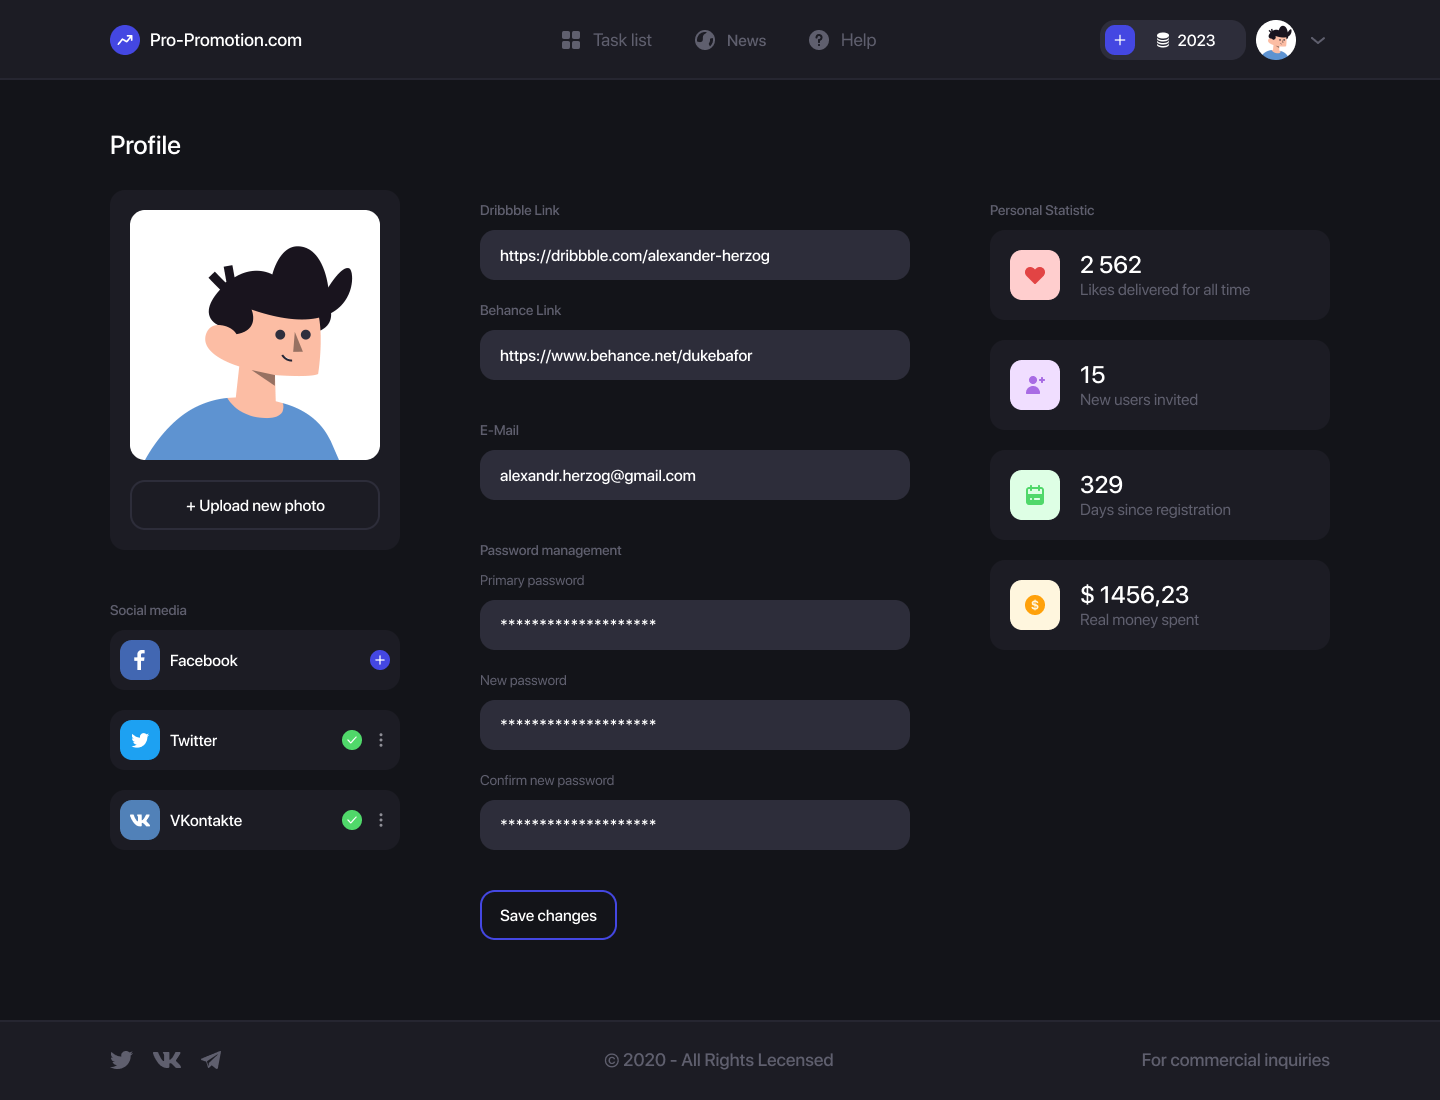 Pro-Promotion.com
Task list
News
Help
2023
Profile
+ Upload new photo
Social media
Facebook
Twitter
VKontakte
Dribbble Link
https://dribbble.com/alexander-herzog
Behance Link
https://www.behance.net/dukebafor
E-Mail
alexandr.herzog@gmail.com
Password management
Primary password
********************
New password
********************
Confirm new password
********************
Save changes
Personal Statistic
2 562
Likes delivered for all time
15
New users invited
329
Days since registration
$ 1456,23
Real money spent
© 2020 - All Rights Lecensed
For commercial inquiries